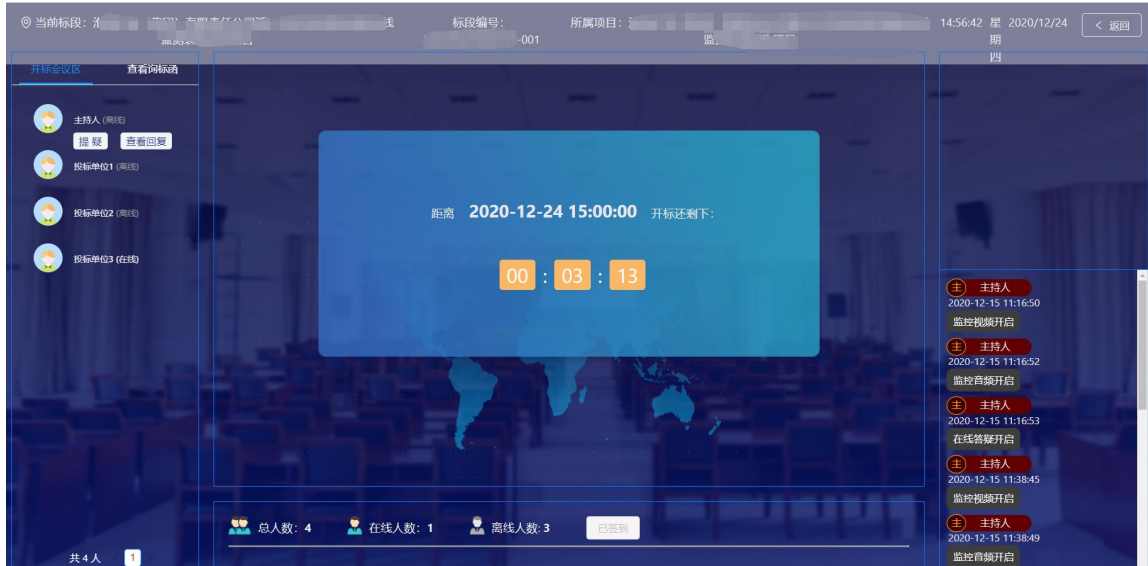 当前标段：
线
标段编号：
所属项目：
14:56:42 星期四 2020/12/24
返回
-001
监
开标会议区 查看询标函
主持人 (离线)
提 疑 查看回复
投标单位1 (离线)
投标单位2 (离线)
投标单位3 (在线)
共 4 人 1
距离 2020-12-24 15:00:00 开标还剩下：
00 : 03 : 13
总人数： 4 在线人数： 1 离线人数: 3 已签到
主 主持人
2020-12-15 11:16:50
监控视频开启
主 主持人
2020-12-15 11:16:52
监控音频开启
主 主持人
2020-12-15 11:16:53
在线答疑开启
主 主持人
2020-12-15 11:38:45
监控视频开启
主 主持人
2020-12-15 11:38:49
监控音频开启